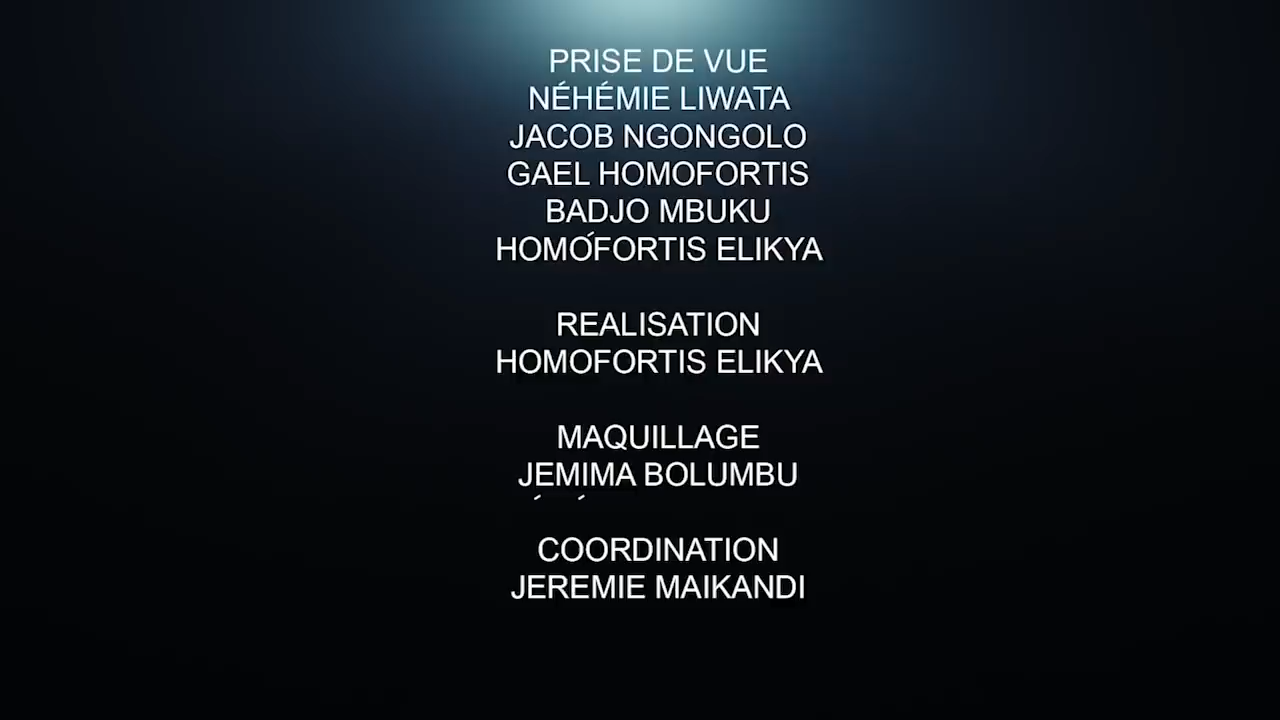 PRISE DE VUE
NÉHÉMIE LIWATA
JACOB NGONGOLO
GAEL HOMOFORTIS
BADJO MBUKU
HOMOFORTIS ELIKYA
REALISATION
HOMOFORTIS ELIKYA
MAQUILLAGE
JEMIMA BOLUMBU
COORDINATION
JEREMIE MAIKANDI